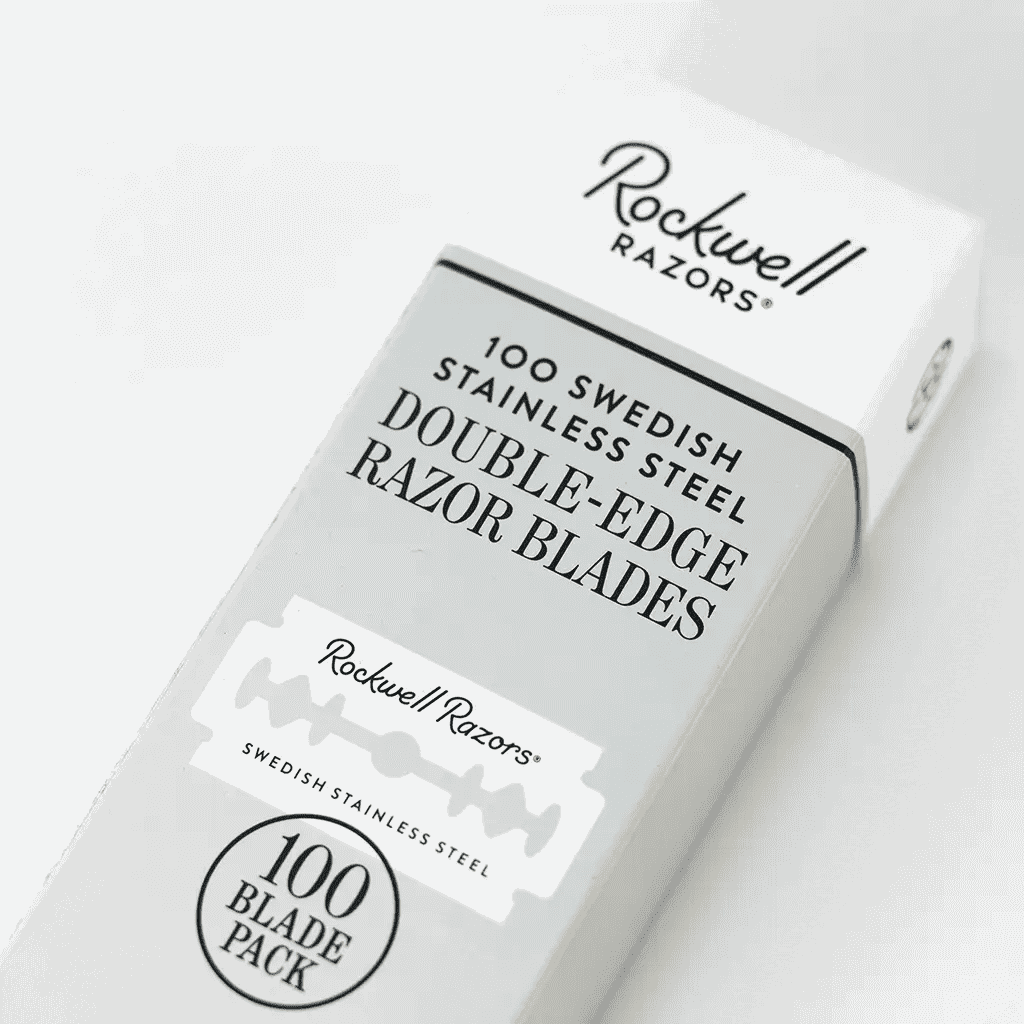 Rockwell
RAZORS®
100 SWEDISH
STAINLESS STEEL
DOUBLE-EDGE
RAZOR BLADES
Rockwell Razors®
SWEDISH STAINLESS STEEL
100
BLADE
PACK